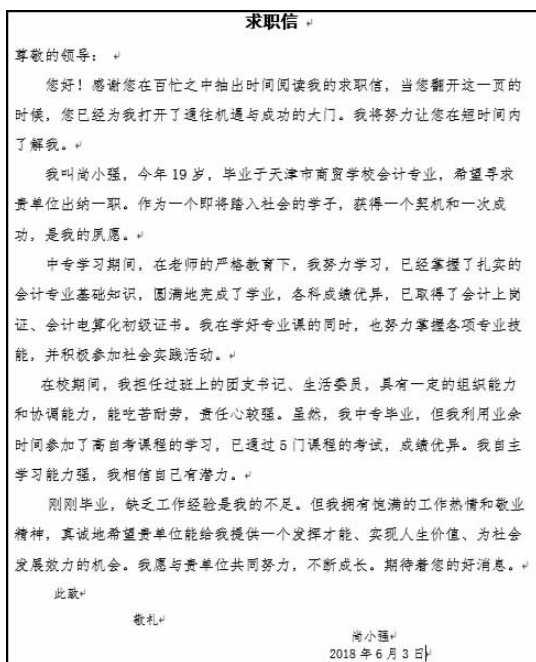 求职信
尊敬的领导：
您好！感谢您在百忙之中抽出时间阅读我的求职信，当您翻开这一页的
时候，您已经为我打开了通往机遇与成功的大门。我将努力让您在短时间内
了解我。
我叫尚小强，今年 19 岁，毕业于天津市商贸学校会计专业，希望寻求
贵单位出纳一职。作为一个即将踏入社会的学子，获得一个契机和一次成
功，是我的夙愿。
中专学习期间，在老师的严格教育下，我努力学习，已经掌握了扎实的
会计专业基础知识，圆满地完成了学业，各科成绩优异，已取得了会计上岗
证、会计电算化初级证书。我在学好专业课的同时，也努力掌握各项专业技
能，并积极参加社会实践活动。
在校期间，我担任过班上的团支书记、生活委员，具有一定的组织能力
和协调能力，能吃苦耐劳，责任心较强。虽然，我中专毕业，但我利用业余
时间参加了高自考课程的学习，已通过 5 门课程的考试，成绩优异。我自主
学习能力强，我相信自己有潜力。
刚刚毕业，缺乏工作经验是我的不足。但我拥有饱满的工作热情和敬业
精神，真诚地希望贵单位能给我提供一个发挥才能、实现人生价值、为社会
发展效力的机会。我愿与贵单位共同努力，不断成长。期待着您的好消息。
此致
敬礼
尚小强
2018 年 6 月 3 日